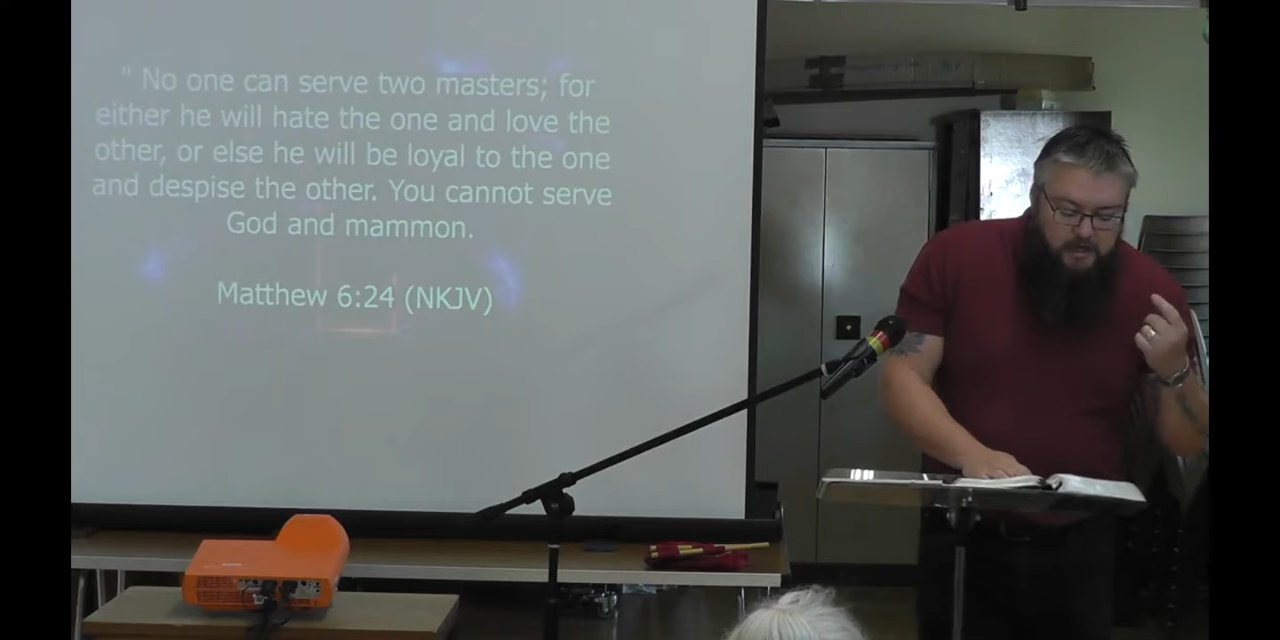 " No one can serve two masters; for
either he will hate the one and love the
other, or else he will be loyal to the one
and despise the other. You cannot serve
God and mammon.
Matthew 6:24 (NKJV)